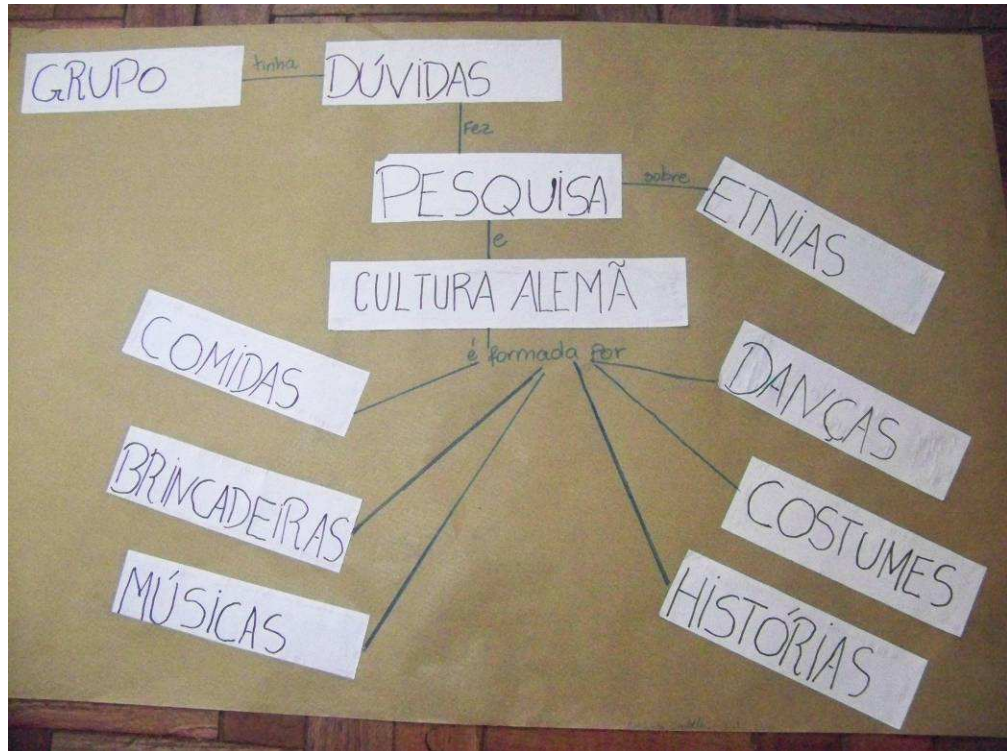 GRUPO tinha DÚVIDAS
Fez
PESQUISA sobre ETNIAS
e
CULTURA ALEMÃ
é formada por
COMIDAS
BRINCADEIRAS
MÚSICAS
DANÇAS
COSTUMES
HISTÓRIAS